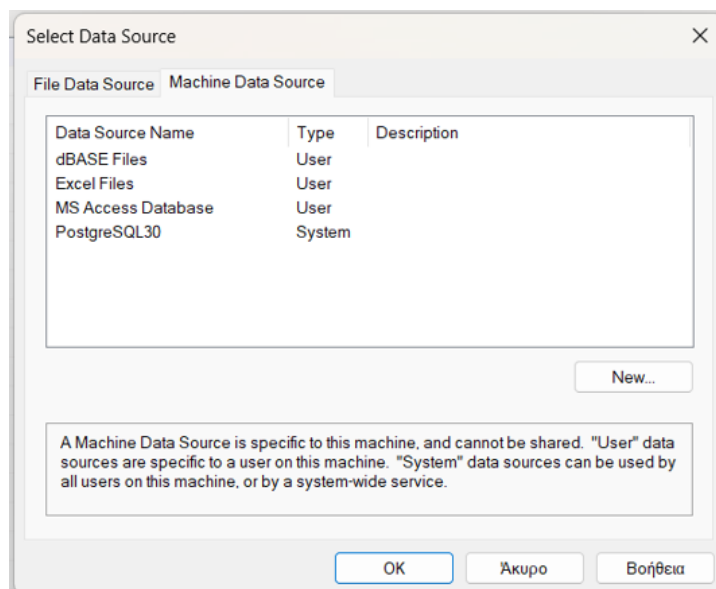 Select Data Source
File Data Source Machine Data Source
Data Source Name Type Description
dBASE Files User
Excel Files User
MS Access Database User
PostgreSQL30 System
New...
A Machine Data Source is specific to this machine, and cannot be shared. "User" data
sources are specific to a user on this machine. "System" data sources can be used by
all users on this machine, or by a system-wide service.
OK Άκυρο Βοήθεια